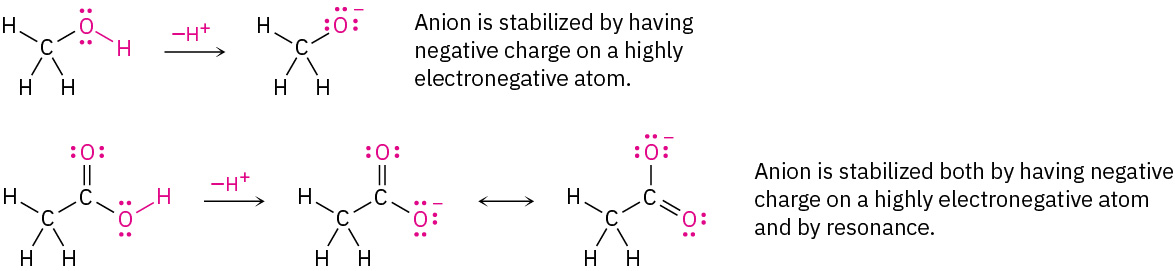 H O H −H⁺ H O −
C C
H H H H
Anion is stabilized by having
negative charge on a highly
electronegative atom.
O O O −
H C H −H⁺ H C − H C
C O C O C O
H H H H H H
Anion is stabilized both by having negative
charge on a highly electronegative atom
and by resonance.